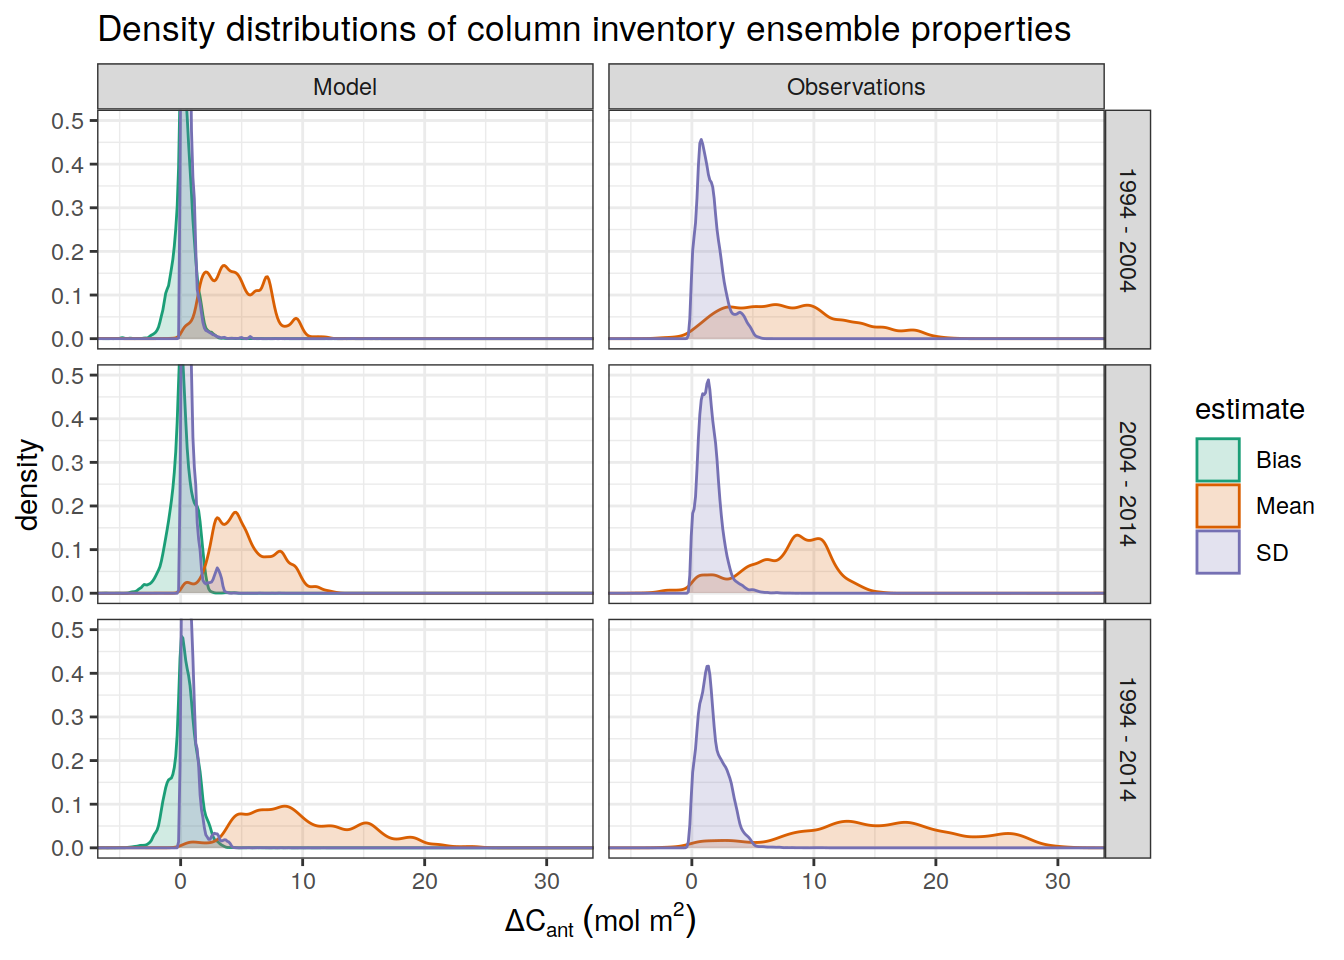 Density distributions of column inventory ensemble properties
Model
Observations
0.5
0.4
0.3
0.2
0.1
0.0
1994 - 2004
0.5
0.4
0.3
0.2
0.1
0.0
2004 - 2014
0.5
0.4
0.3
0.2
0.1
0.0
1994 - 2014
density
0 10 20 30
0 10 20 30
ΔCant (mol m²)
estimate
Bias
Mean
SD